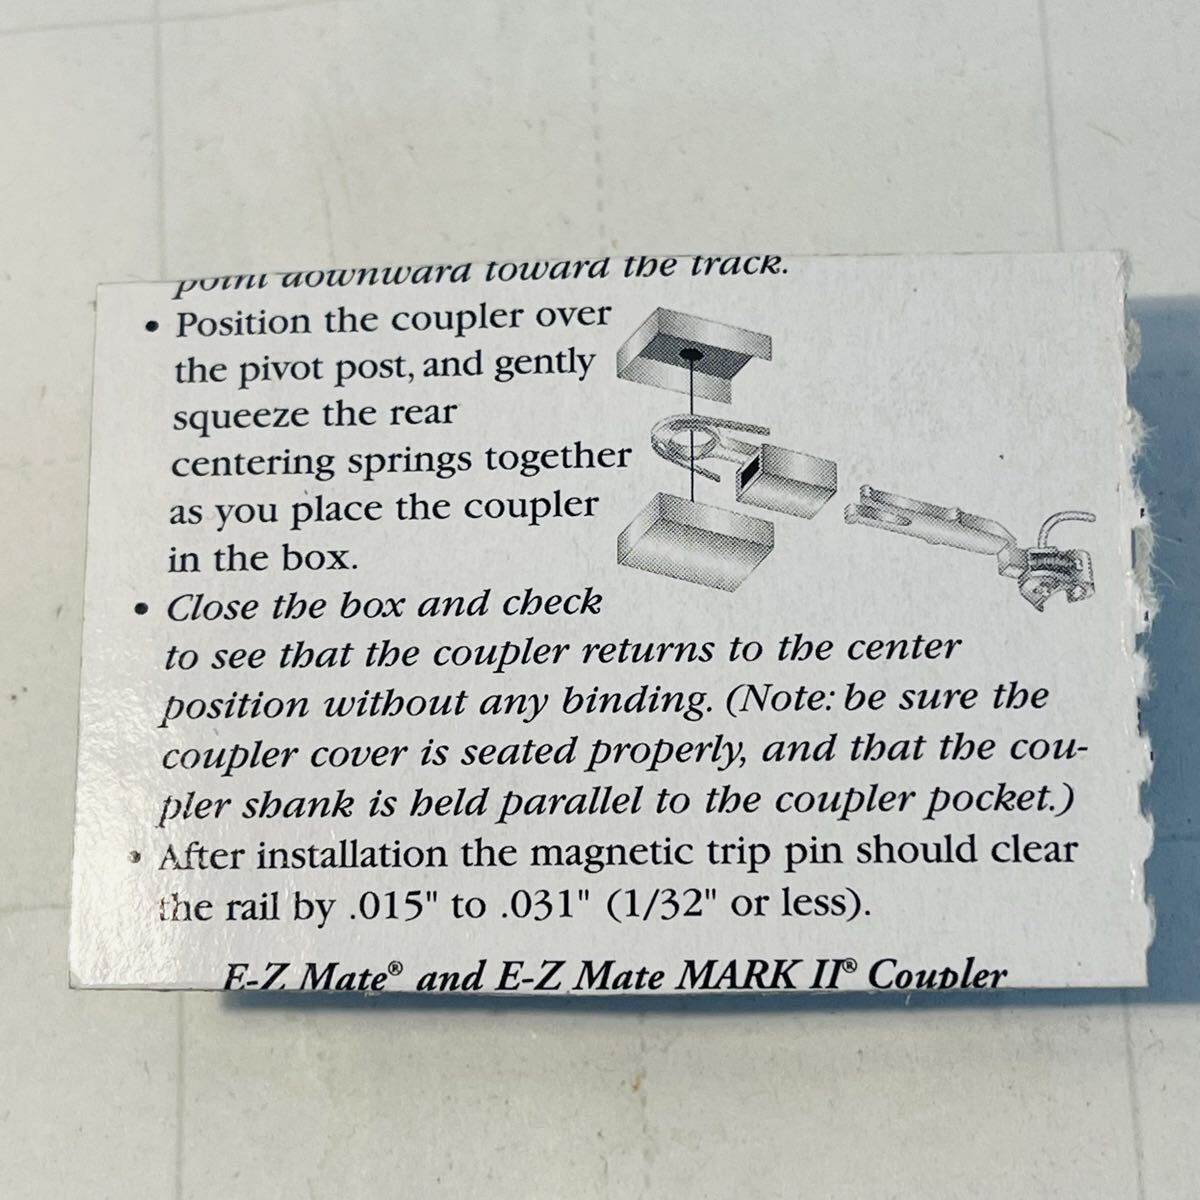 point downward toward the track.
• Position the coupler over
the pivot post, and gently
squeeze the rear
centering springs together
as you place the coupler
in the box.
• Close the box and check
to see that the coupler returns to the center
position without any binding. (Note: be sure the
coupler cover is seated properly, and that the cou-
pler shank is held parallel to the coupler pocket.)
• After installation the magnetic trip pin should clear
the rail by .015" to .031" (1/32" or less).
E-Z Mate® and E-Z Mate MARK II® Coupler